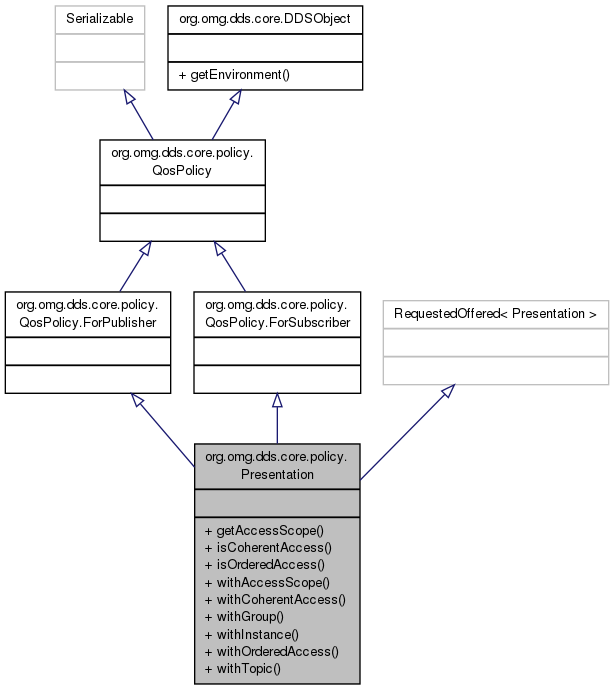 Serializable
org.omg.dds.core.DDSObject
+ getEnvironment()
org.omg.dds.core.policy.
QosPolicy
org.omg.dds.core.policy.
QosPolicy.ForPublisher
org.omg.dds.core.policy.
QosPolicy.ForSubscriber
RequestedOffered< Presentation >
org.omg.dds.core.policy.
Presentation
+ getAccessScope()
+ isCoherentAccess()
+ isOrderedAccess()
+ withAccessScope()
+ withCoherentAccess()
+ withGroup()
+ withInstance()
+ withOrderedAccess()
+ withTopic()